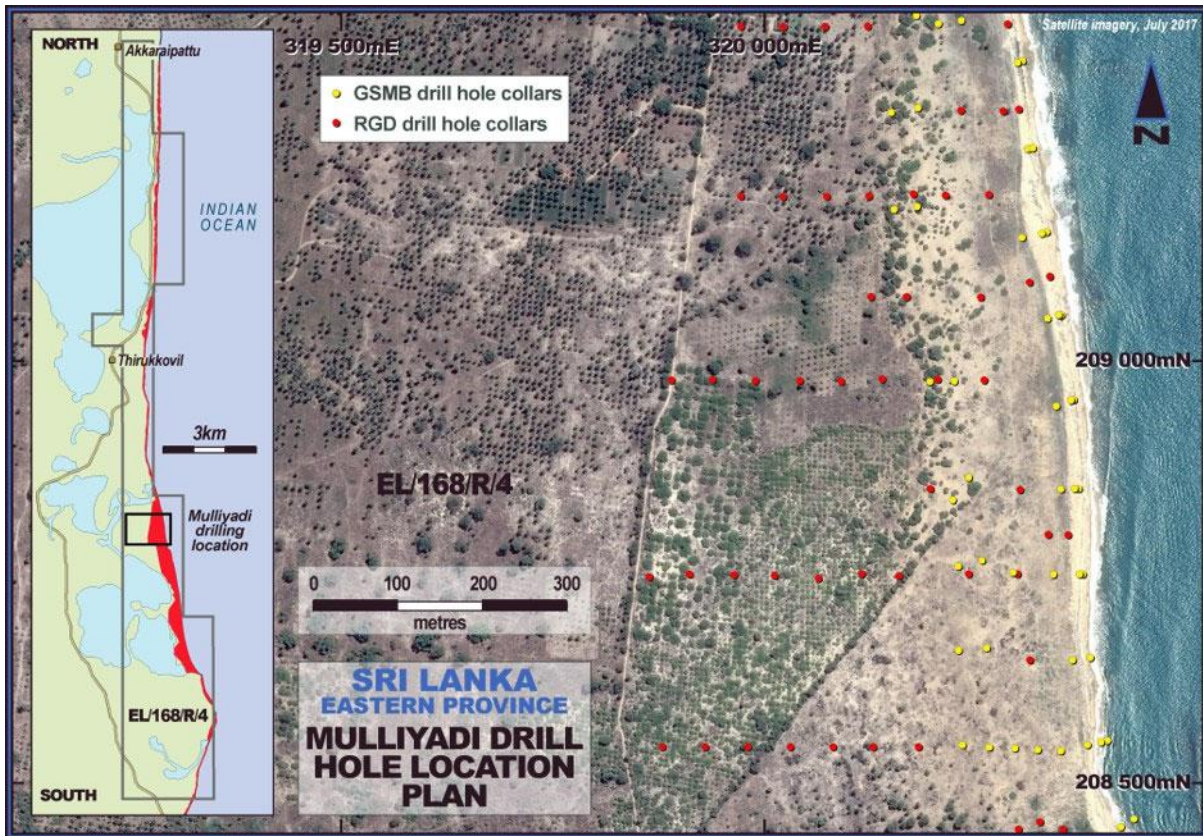 NORTH
Akkaraipattu
INDIAN
OCEAN
Thirukkovil
3km
Mulliyadi
drilling
location
EL/168/R/4
SOUTH
319 500mE
320 000mE
Satellite imagery, July 2017
GSMB drill hole collars
RGD drill hole collars
N
209 000mN
EL/168/R/4
0 100 200 300
metres
SRI LANKA
EASTERN PROVINCE
MULLIYADI DRILL
HOLE LOCATION
PLAN
208 500mN